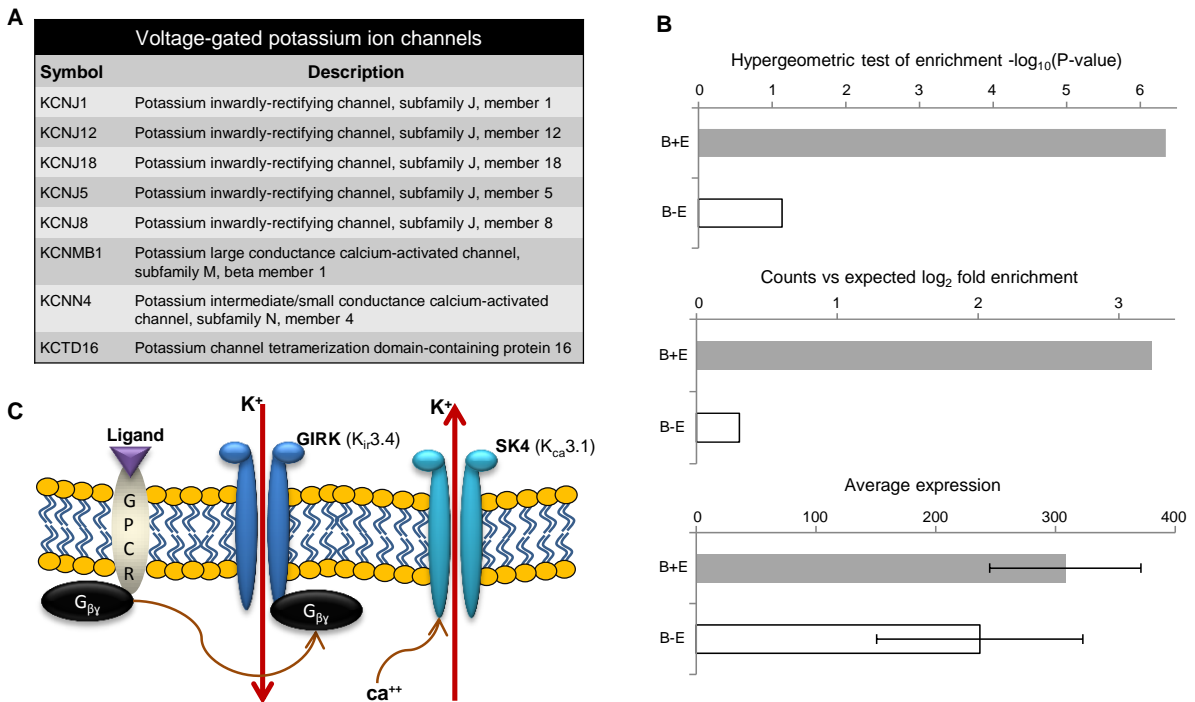 A
Voltage-gated potassium ion channels
Symbol Description
KCNJ1 Potassium inwardly-rectifying channel, subfamily J, member 1
KCNJ12 Potassium inwardly-rectifying channel, subfamily J, member 12
KCNJ18 Potassium inwardly-rectifying channel, subfamily J, member 18
KCNJ5 Potassium inwardly-rectifying channel, subfamily J, member 5
KCNJ8 Potassium inwardly-rectifying channel, subfamily J, member 8
KCNMB1 Potassium large conductance calcium-activated channel,
subfamily M, beta member 1
KCNN4 Potassium intermediate/small conductance calcium-activated
channel, subfamily N, member 4
KCTD16 Potassium channel tetramerization domain-containing protein 16
B
Hypergeometric test of enrichment -log₁₀(P-value)
0 1 2 3 4 5 6
B+E
B-E
Counts vs expected log₂ fold enrichment
0 1 2 3
B+E
B-E
Average expression
0 100 200 300 400
B+E
B-E
C
K⁺ K⁺
Ligand
GIRK (Kir3.4)
SK4 (Kca3.1)
G
P
C
R
Gβγ
Gβγ
ca⁺⁺